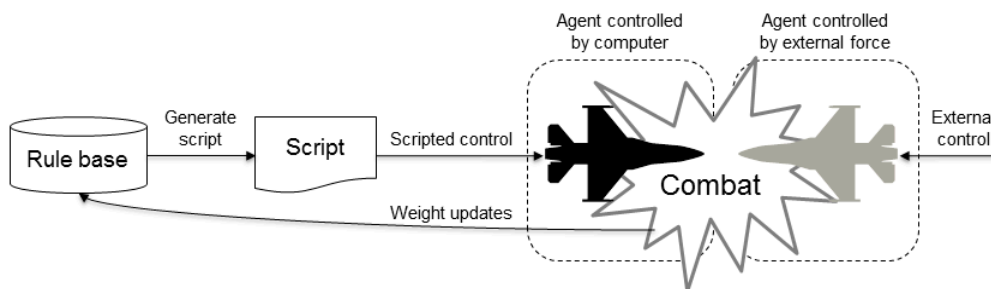 Agent controlled
by computer
Agent controlled
by external force
Rule base
Generate
script
Script
Scripted control
Combat
External
control
Weight updates